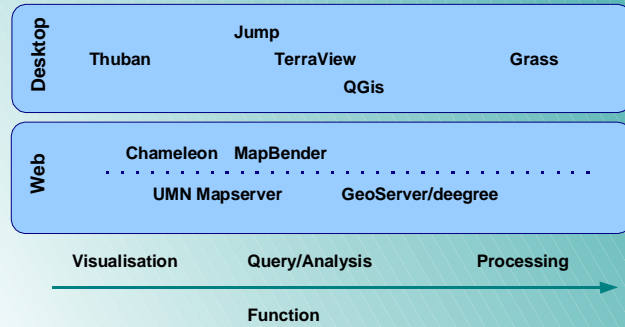 Desktop
Jump
Thuban TerraView Grass
QGis
Web
Chameleon MapBender
UMN Mapserver GeoServer/deegree
Visualisation Query/Analysis Processing
Function